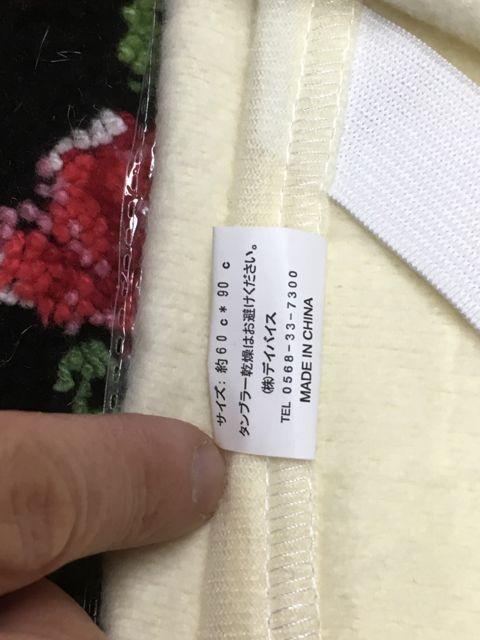 サイズ: 約60c*90c
タンブラー乾燥はお避けください。
(株)デイバイス
TEL 0568-33-7300
MADE IN CHINA